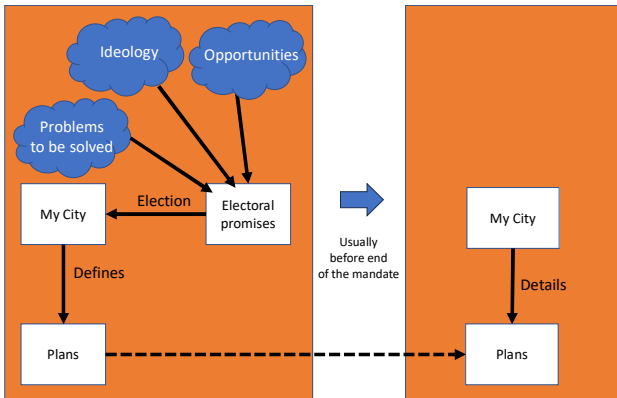 Ideology
Opportunities
Problems
to be solved
My City
Election
Electoral
promises
Defines
Plans
Usually
before end
of the mandate
My City
Details
Plans